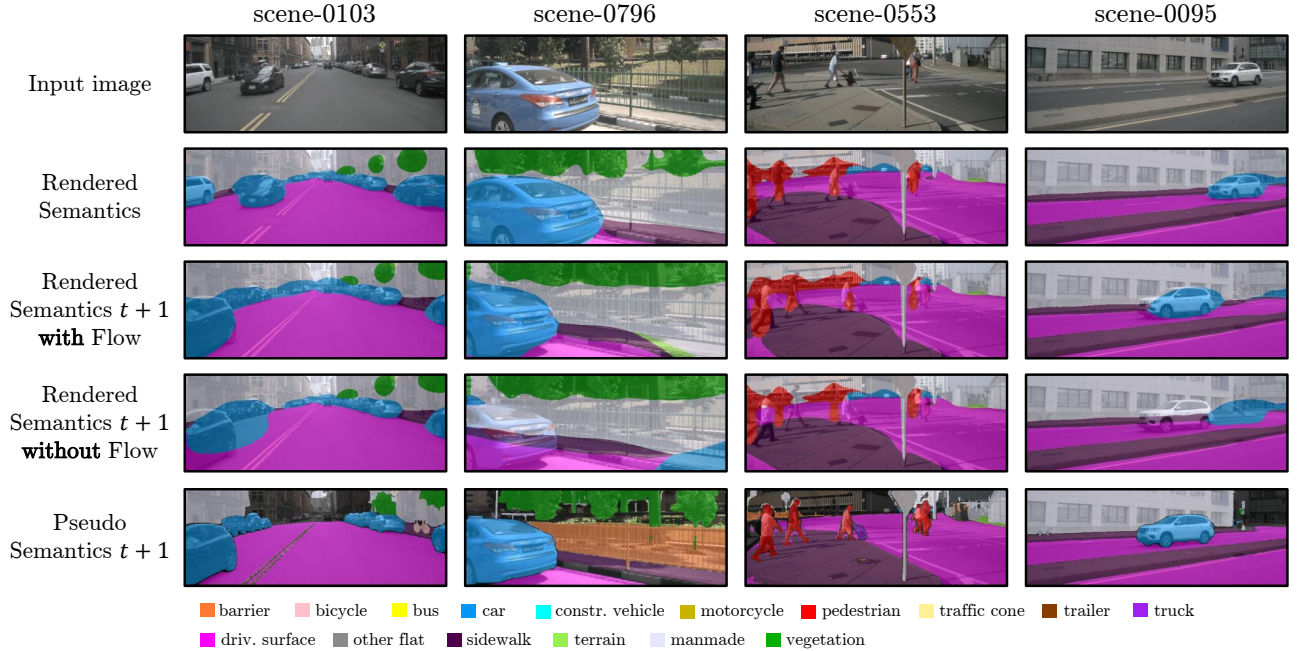 scene-0103 scene-0796 scene-0553 scene-0095
Input image
Rendered
Semantics
Rendered
Semantics t + 1
with Flow
Rendered
Semantics t + 1
without Flow
Pseudo
Semantics t + 1
barrier bicycle bus car constr. vehicle motorcycle pedestrian traffic cone trailer truck
driv. surface other flat sidewalk terrain manmade vegetation